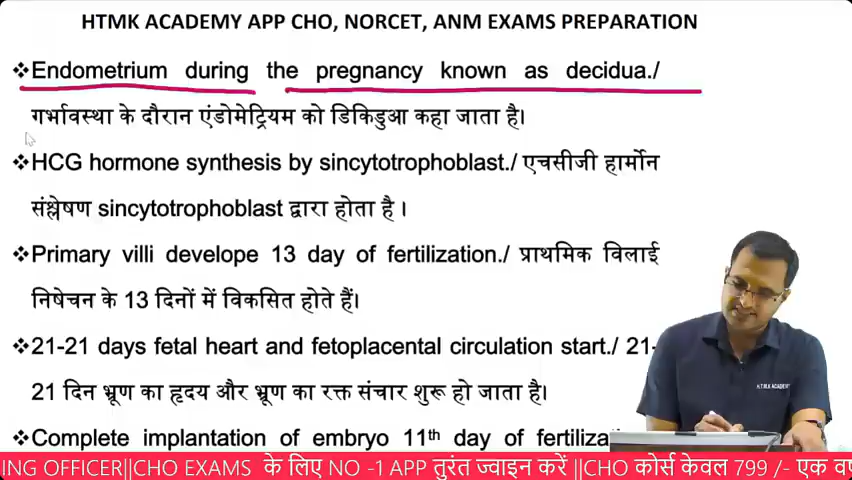 HTMK ACADEMY APP CHO, NORCET, ANM EXAMS PREPARATION
❖Endometrium during the pregnancy known as decidua./
गर्भावस्था के दौरान एंडोमेट्रियम को डिकिडुआ कहा जाता है।
❖HCG hormone synthesis by sincytotrophoblast./ एचसीजी हार्मोन
संश्लेषण sincytotrophoblast द्वारा होता है ।
❖Primary villi develope 13 day of fertilization./ प्राथमिक विलाई
निषेचन के 13 दिनों में विकसित होते हैं।
❖21-21 days fetal heart and fetoplacental circulation start./ 21-
21 दिन भ्रूण का हृदय और भ्रूण का रक्त संचार शुरू हो जाता है।
❖Complete implantation of embryo 11th day of
H.T.M.K ACADEMY
ING OFFICER||CHO EXAMS के लिए NO -1 APP तुरंत ज्वाइन करें ||CHO कोर्स केवल 799 /- एक